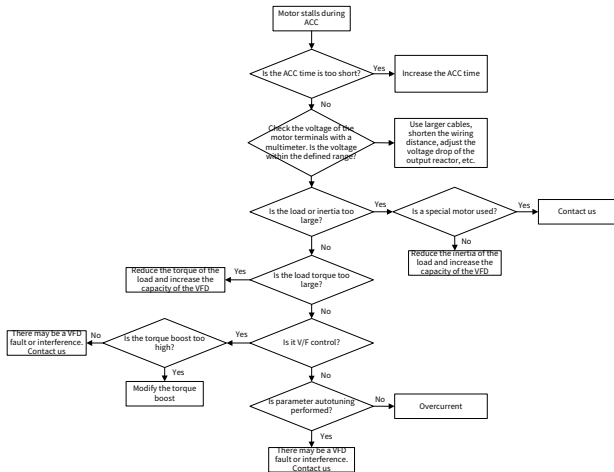 Motor stalls during
ACC
Is the ACC time is too short?
Yes
Increase the ACC time
No
Check the voltage of the
motor terminals with a
multimeter. Is the voltage
within the defined range?
Use larger cables,
shorten the wiring
distance, adjust the
voltage drop of the
output reactor, etc.
Is the load or inertia too
large?
Yes
Is a special motor used?
Yes
Contact us
No
No
Reduce the inertia of the
load and increase the
capacity of the VFD
Is the load torque too
large?
Yes
Reduce the torque of the
load and increase the
capacity of the VFD
No
Is it V/F control?
Yes
Is the torque boost too
high?
No
There may be a VFD
fault or interference.
Contact us
Yes
Modify the torque
boost
No
Is parameter autotuning
performed?
No
Overcurrent
Yes
There may be a VFD
fault or interference.
Contact us